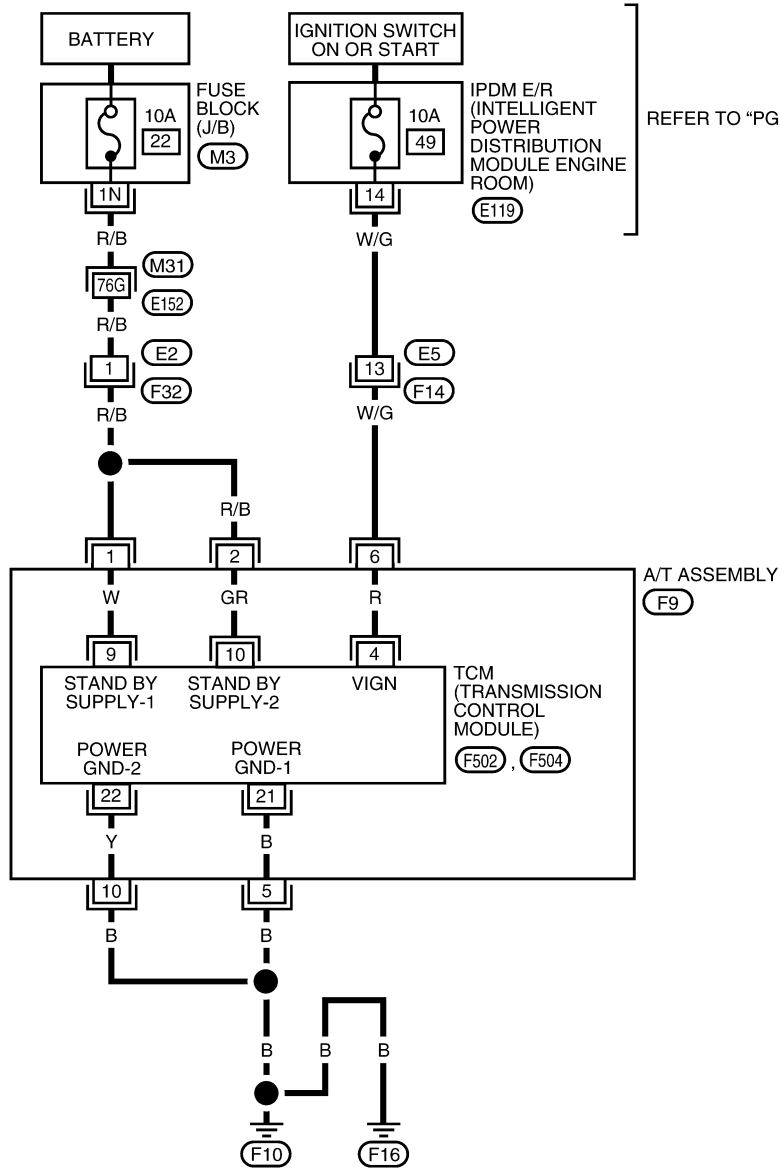 BATTERY
IGNITION SWITCH
ON OR START
FUSE
BLOCK
(J/B)
M3
10A
22
1N
10A
49
14
IPDM E/R
(INTELLIGENT
POWER
DISTRIBUTION
MODULE ENGINE
ROOM)
E119
REFER TO “PG
R/B
W/G
M31
76G
E152
R/B
E2
1
F32
E5
13
F14
R/B
W/G
R/B
1
2
6
A/T ASSEMBLY
F9
W
GR
R
9
10
4
STAND BY
SUPPLY-1
STAND BY
SUPPLY-2
VIGN
TCM
(TRANSMISSION
CONTROL
MODULE)
F502 , F504
POWER
GND-2
POWER
GND-1
22
21
Y
B
10
5
B
B
B
B
B
F10
F16